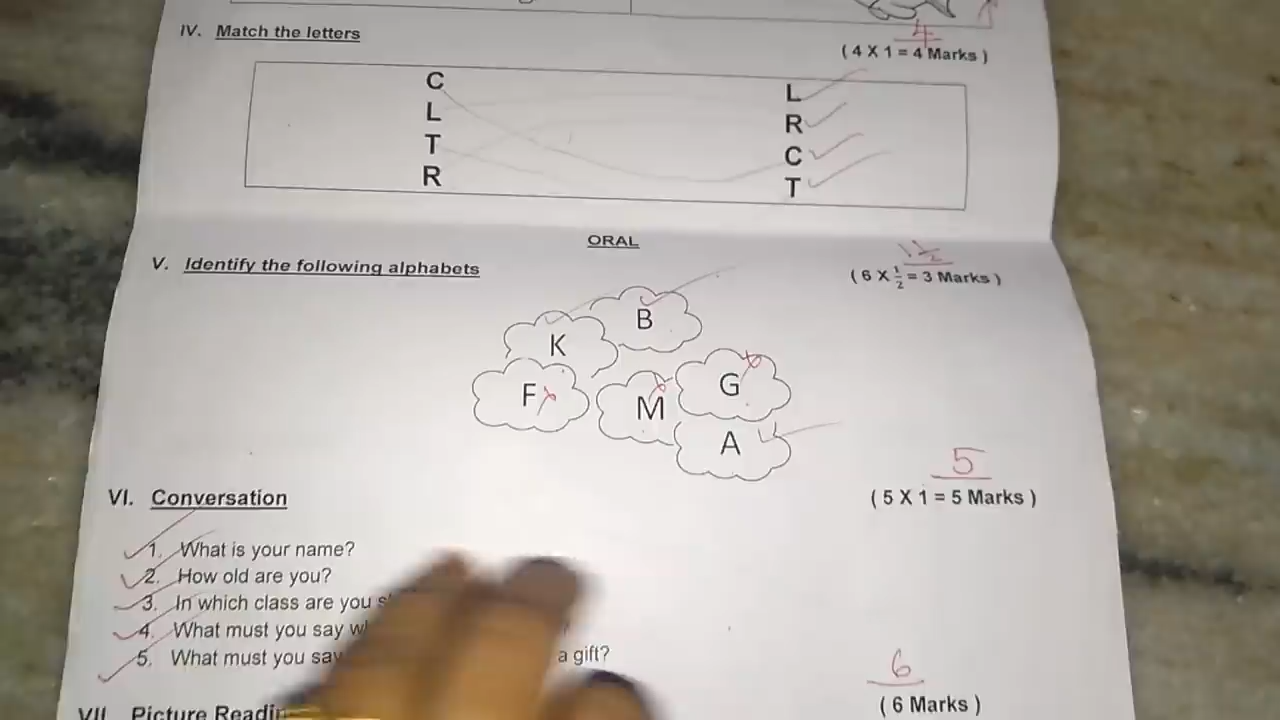 IV. Match the letters
4
( 4 X 1 = 4 Marks )
C L
L R
T C
R T
ORAL
V. Identify the following alphabets
1 1/2
( 6 X 1/2 = 3 Marks )
B
K
G
F M
A
5
VI. Conversation
( 5 X 1 = 5 Marks )
1. What is your name?
2. How old are you?
3. In which class are you
4. What must you say
5. What must you say a gift?
6
( 6 Marks )
VII. Picture